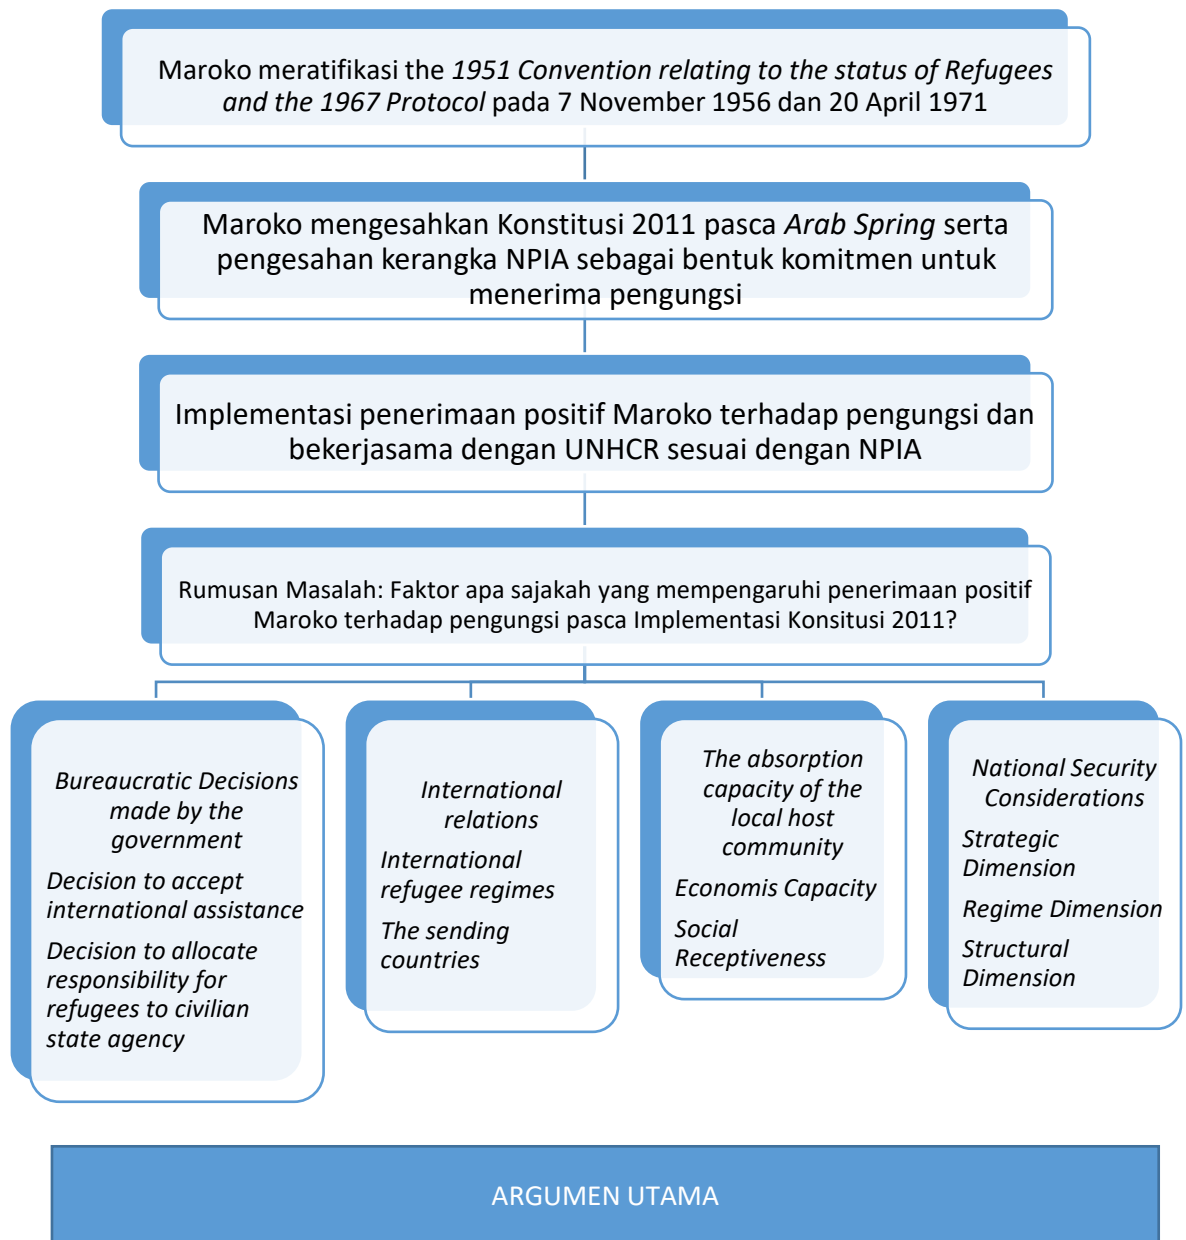 Maroko meratifikasi the 1951 Convention relating to the status of Refugees
and the 1967 Protocol pada 7 November 1956 dan 20 April 1971
Maroko mengesahkan Konstitusi 2011 pasca Arab Spring serta
pengesahan kerangka NPIA sebagai bentuk komitmen untuk
menerima pengungsi
Implementasi penerimaan positif Maroko terhadap pengungsi dan
bekerjasama dengan UNHCR sesuai dengan NPIA
Rumusan Masalah: Faktor apa sajakah yang mempengaruhi penerimaan positif
Maroko terhadap pengungsi pasca Implementasi Konsitusi 2011?
Bureaucratic Decisions
made by the
government
Decision to accept
international assistance
Decision to allocate
responsibility for
refugees to civilian
state agency
International
relations
International
refugee regimes
The sending
countries
The absorption
capacity of the
local host
community
Economis Capacity
Social
Receptiveness
National Security
Considerations
Strategic
Dimension
Regime Dimension
Structural
Dimension
ARGUMEN UTAMA